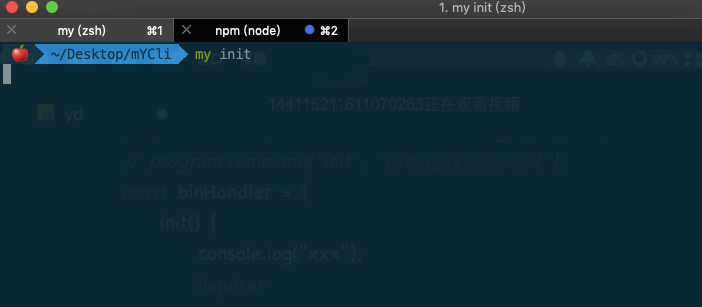 1. my init (zsh)
my (zsh) ⌘1 npm (node) ⌘2
~/Desktop/mYCli my init
99%
144115211611070263正在观看视频
JS yd
// program.command("init"
const binHandler = {
init() {
console.log("xxx");
inquirer